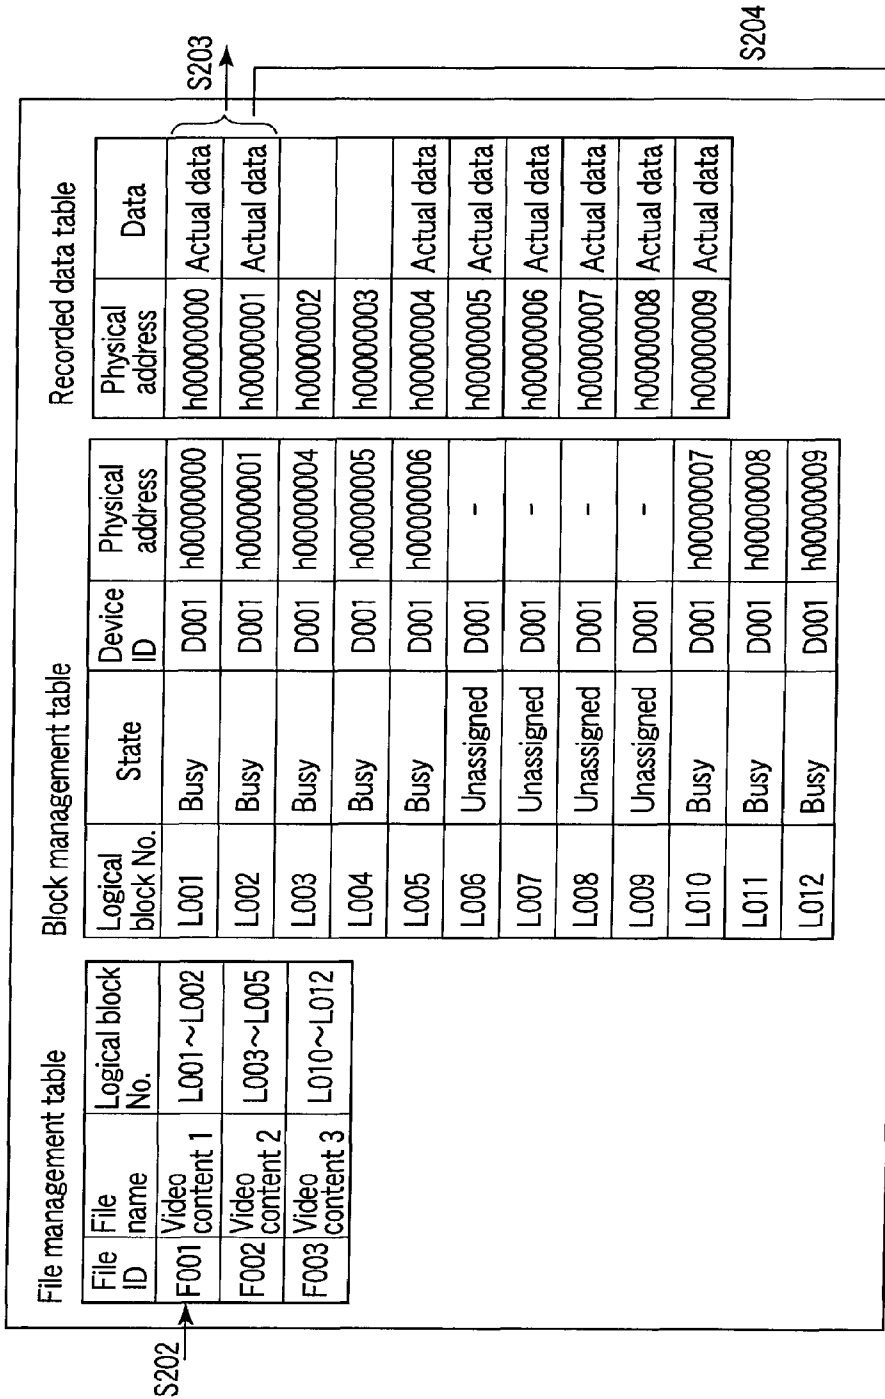 File management table
File ID | File name | Logical block No.
F001 | Video content 1 | L001~L002
F002 | Video content 2 | L003~L005
F003 | Video content 3 | L010~L012
S202
Block management table
Logical block No. | State | Device ID | Physical address
L001 | Busy | D001 | h00000000
L002 | Busy | D001 | h00000001
L003 | Busy | D001 | h00000004
L004 | Busy | D001 | h00000005
L005 | Busy | D001 | h00000006
L006 | Unassigned | D001 | -
L007 | Unassigned | D001 | -
L008 | Unassigned | D001 | -
L009 | Unassigned | D001 | -
L010 | Busy | D001 | h00000007
L011 | Busy | D001 | h00000008
L012 | Busy | D001 | h00000009
Recorded data table
Physical address | Data
h00000000 | Actual data
h00000001 | Actual data
h00000002
h00000003
h00000004 | Actual data
h00000005 | Actual data
h00000006 | Actual data
h00000007 | Actual data
h00000008 | Actual data
h00000009 | Actual data
S203
S204